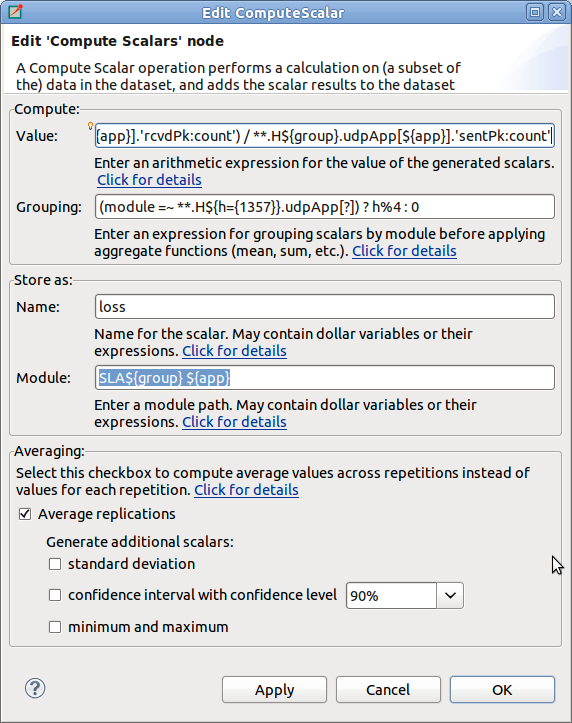 Edit ComputeScalar
Edit 'Compute Scalars' node
A Compute Scalar operation performs a calculation on (a subset of
the) data in the dataset, and adds the scalar results to the dataset
Compute:
Value: {app}].'rcvdPk:count') / **.H${group}.udpApp[${app}].'sentPk:count'
Enter an arithmetic expression for the value of the generated scalars.
Click for details
Grouping: (module =~ **.H${h={1357}}.udpApp[?]) ? h%4 : 0
Enter an expression for grouping scalars by module before applying
aggregate functions (mean, sum, etc.). Click for details
Store as:
Name: loss
Name for the scalar. May contain dollar variables or their
expressions. Click for details
Module: SLA${group} ${app}
Enter a module path. May contain dollar variables or their
expressions. Click for details
Averaging:
Select this checkbox to compute average values across repetitions instead of
values for each repetition. Click for details
Average replications
Generate additional scalars:
standard deviation
confidence interval with confidence level 90%
minimum and maximum
? Apply Cancel OK